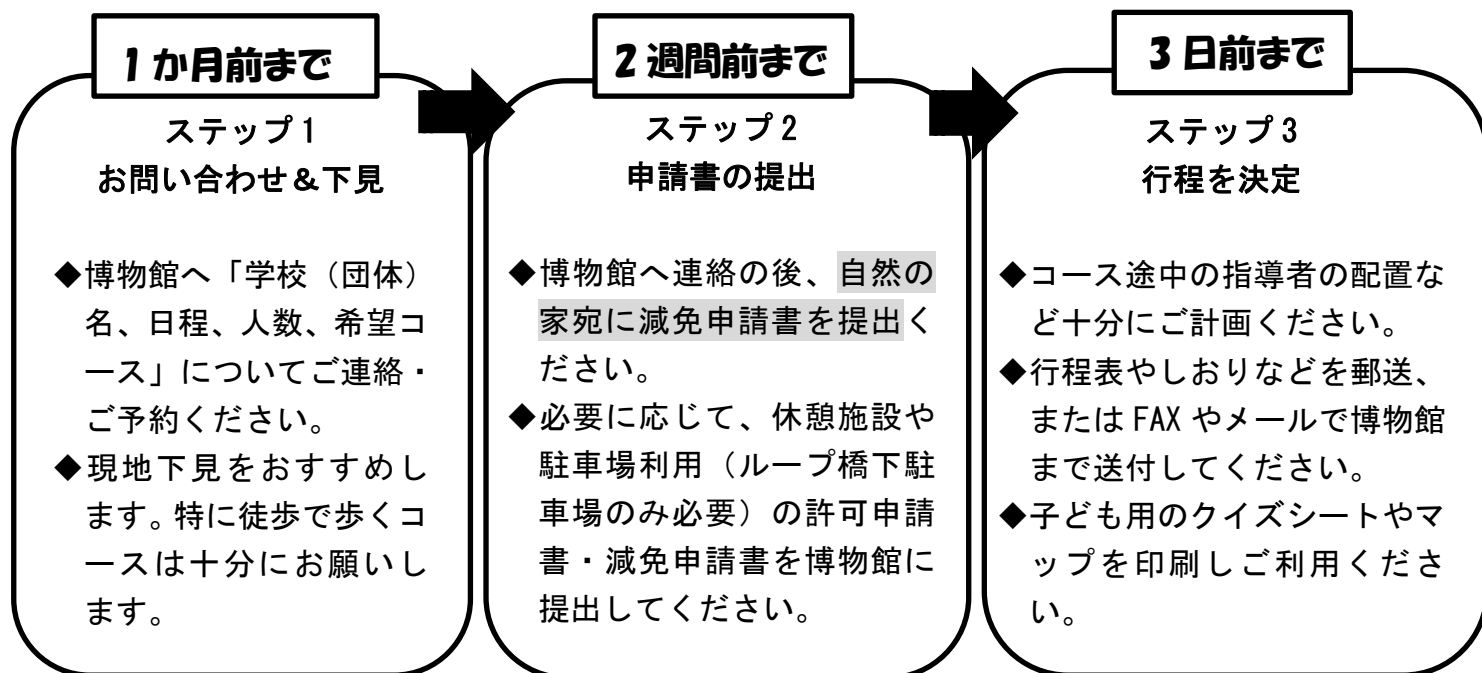 1か月前まで
ステップ1
お問い合わせ&下見
◆博物館へ「学校(団体)
名、日程、人数、希望コ
ース」についてご連絡・
ご予約ください。
◆現地下見をおすすめし
ます。特に徒歩で歩くコ
ースは十分にお願いし
ます。
2週間前まで
ステップ2
申請書の提出
◆博物館へ連絡の後、自然の
家宛に減免申請書を提出く
ださい。
◆必要に応じて、休憩施設や
駐車場利用(ループ橋下駐
車場のみ必要)の許可申請
書・減免申請書を博物館に
提出してください。
3日前まで
ステップ3
行程を決定
◆コース途中の指導者の配置な
ど十分にご計画ください。
◆行程表やしおりなどを郵送、
または FAX やメールで博物館
まで送付してください。
◆子ども用のクイズシートやマ
ップを印刷しご利用くださ
い。